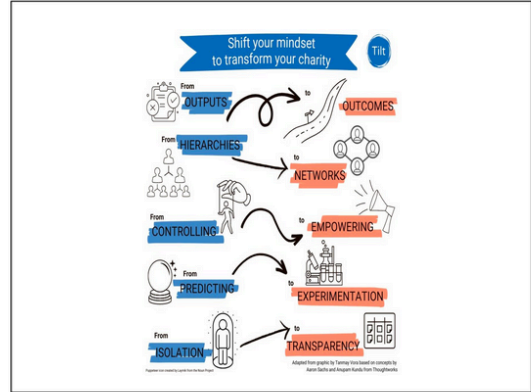 Shift your mindset
to transform your charity
Tilt
From
OUTPUTS
to
OUTCOMES
From
HIERARCHIES
to
NETWORKS
From
CONTROLLING
to
EMPOWERING
From
PREDICTING
to
EXPERIMENTATION
From
ISOLATION
to
TRANSPARENCY
Adapted from graphic by Tanmay Vora based on concepts by
Aaron Sachs and Anupam Kundu from Thoughtworks